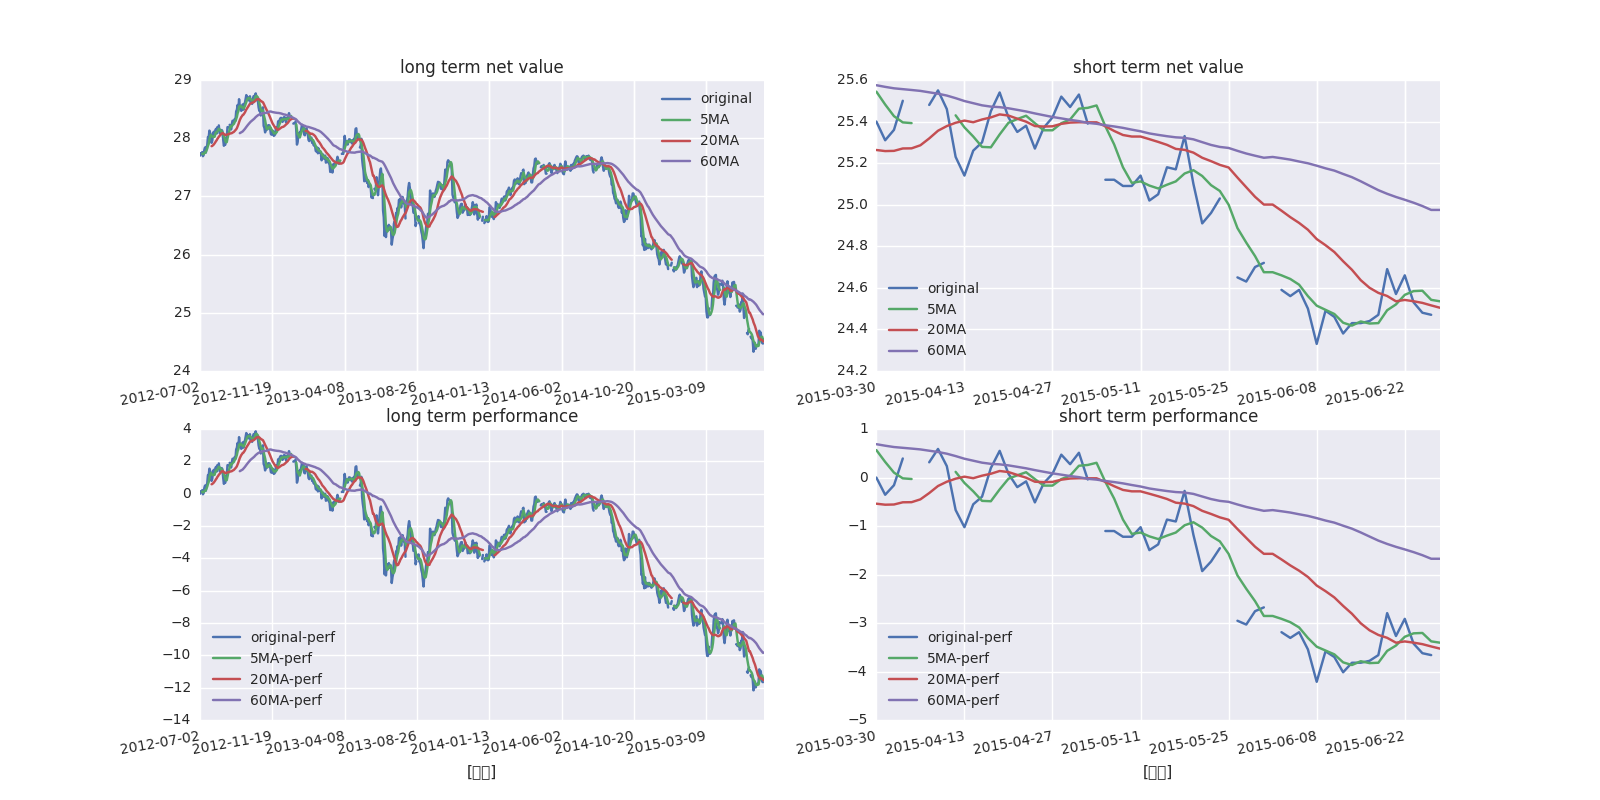 long term net value
29
28
27
26
25
24
original
5MA
20MA
60MA
2012-07-02 2012-11-19 2013-04-08 2013-08-26 2014-01-13 2014-06-02 2014-10-20 2015-03-09
short term net value
25.6
25.4
25.2
25.0
24.8
24.6
24.4
24.2
original
5MA
20MA
60MA
2015-03-30 2015-04-13 2015-04-27 2015-05-11 2015-05-25 2015-06-08 2015-06-22
long term performance
4
2
0
−2
−4
−6
−8
−10
−12
−14
original-perf
5MA-perf
20MA-perf
60MA-perf
2012-07-02 2012-11-19 2013-04-08 2013-08-26 2014-01-13 2014-06-02 2014-10-20 2015-03-09
short term performance
1
0
−1
−2
−3
−4
−5
original-perf
5MA-perf
20MA-perf
60MA-perf
2015-03-30 2015-04-13 2015-04-27 2015-05-11 2015-05-25 2015-06-08 2015-06-22